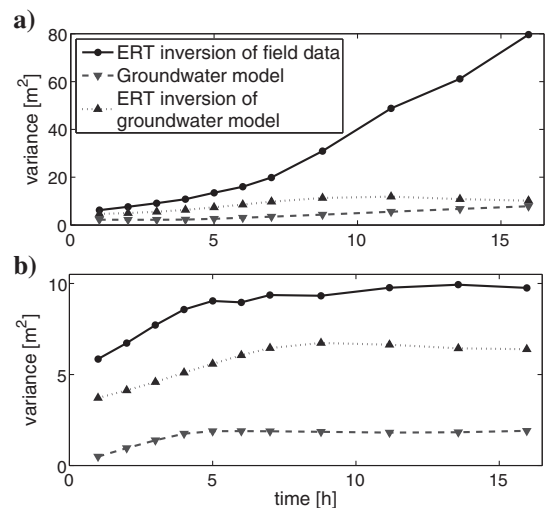 a)
80
60
40
20
0
variance [m²]
ERT inversion of field data
Groundwater model
ERT inversion of
groundwater model
0
5
10
15
b)
10
5
0
variance [m²]
0
5
10
15
time [h]